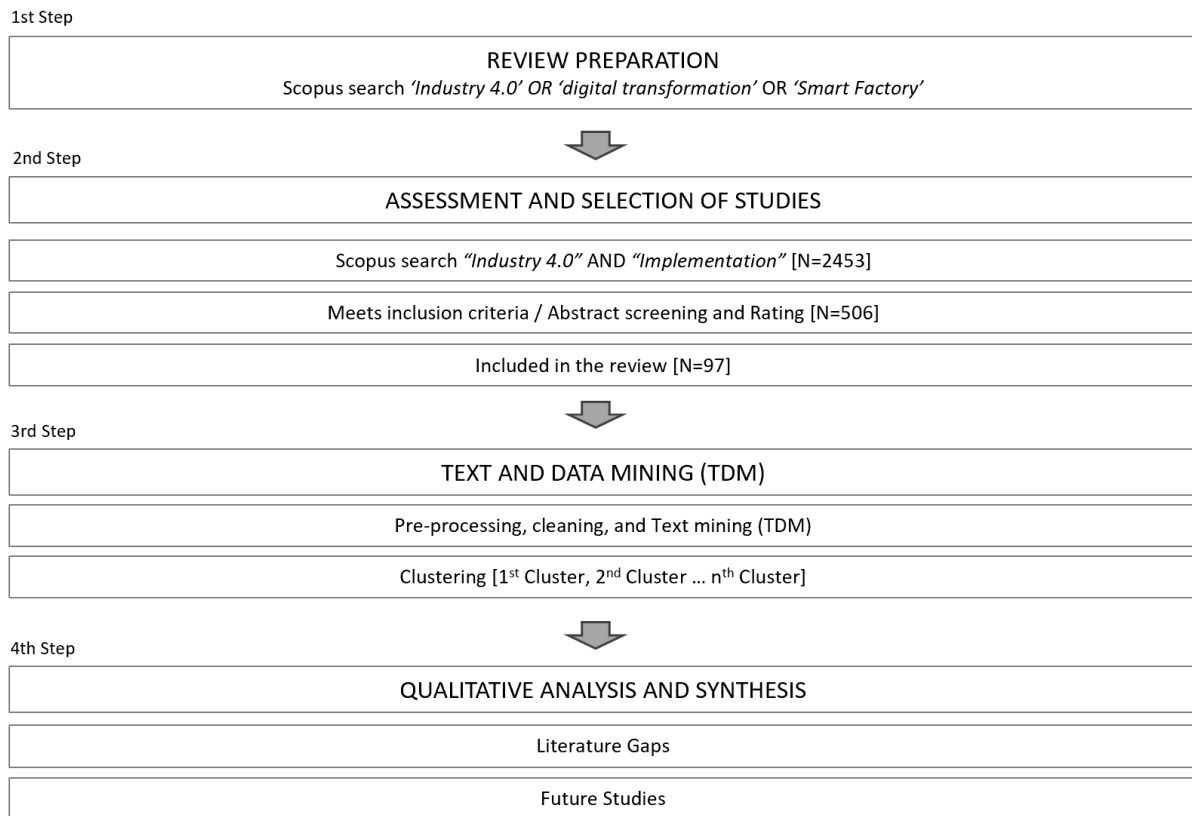 1st Step
REVIEW PREPARATION
Scopus search ‘Industry 4.0’ OR ‘digital transformation’ OR ‘Smart Factory’
2nd Step
ASSESSMENT AND SELECTION OF STUDIES
Scopus search “Industry 4.0” AND “Implementation” [N=2453]
Meets inclusion criteria / Abstract screening and Rating [N=506]
Included in the review [N=97]
3rd Step
TEXT AND DATA MINING (TDM)
Pre-processing, cleaning, and Text mining (TDM)
Clustering [1st Cluster, 2nd Cluster … nth Cluster]
4th Step
QUALITATIVE ANALYSIS AND SYNTHESIS
Literature Gaps
Future Studies